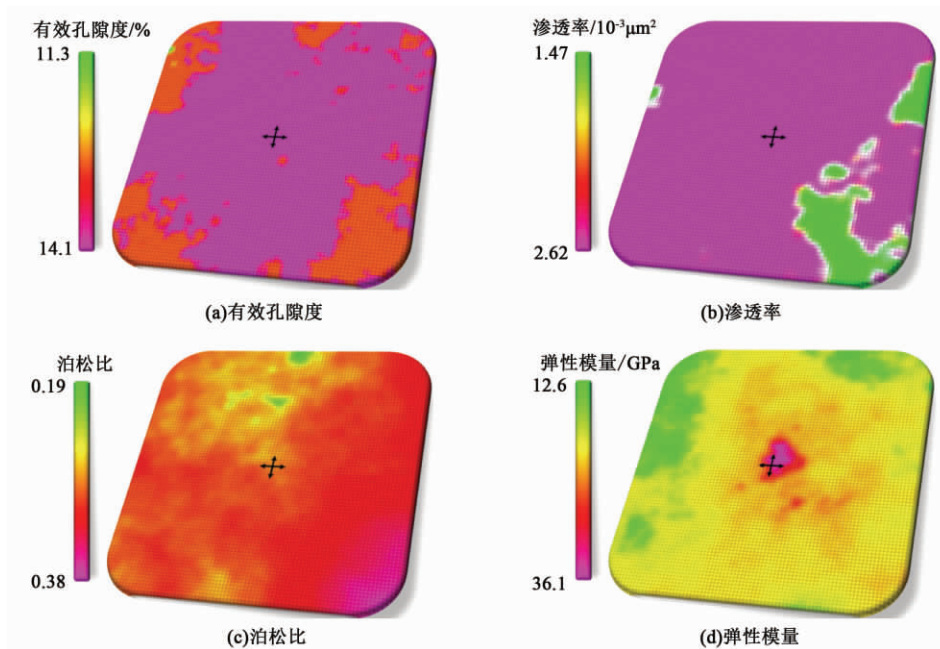 有效孔隙度/%
11.3
14.1
(a)有效孔隙度
渗透率/10⁻³μm²
1.47
2.62
(b)渗透率
泊松比
0.19
0.38
(c)泊松比
弹性模量/GPa
12.6
36.1
(d)弹性模量